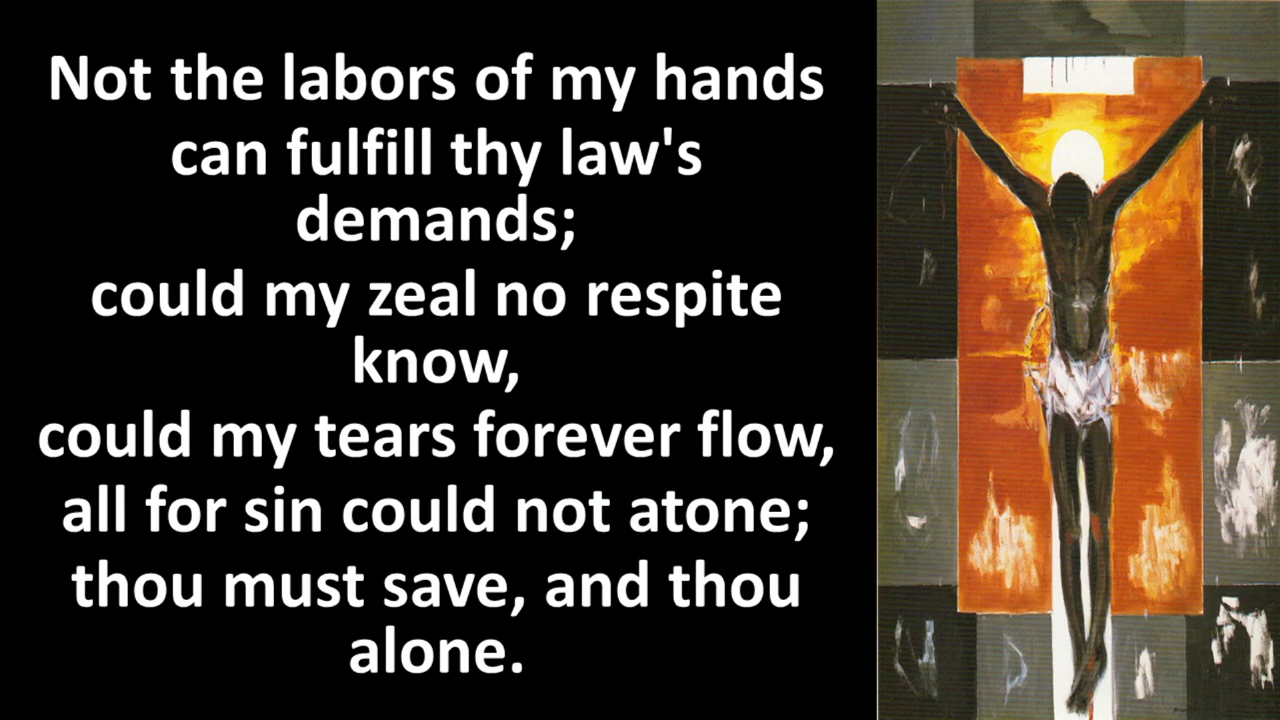 Not the labors of my hands
can fulfill thy law's
demands;
could my zeal no respite
know,
could my tears forever flow,
all for sin could not atone;
thou must save, and thou
alone.